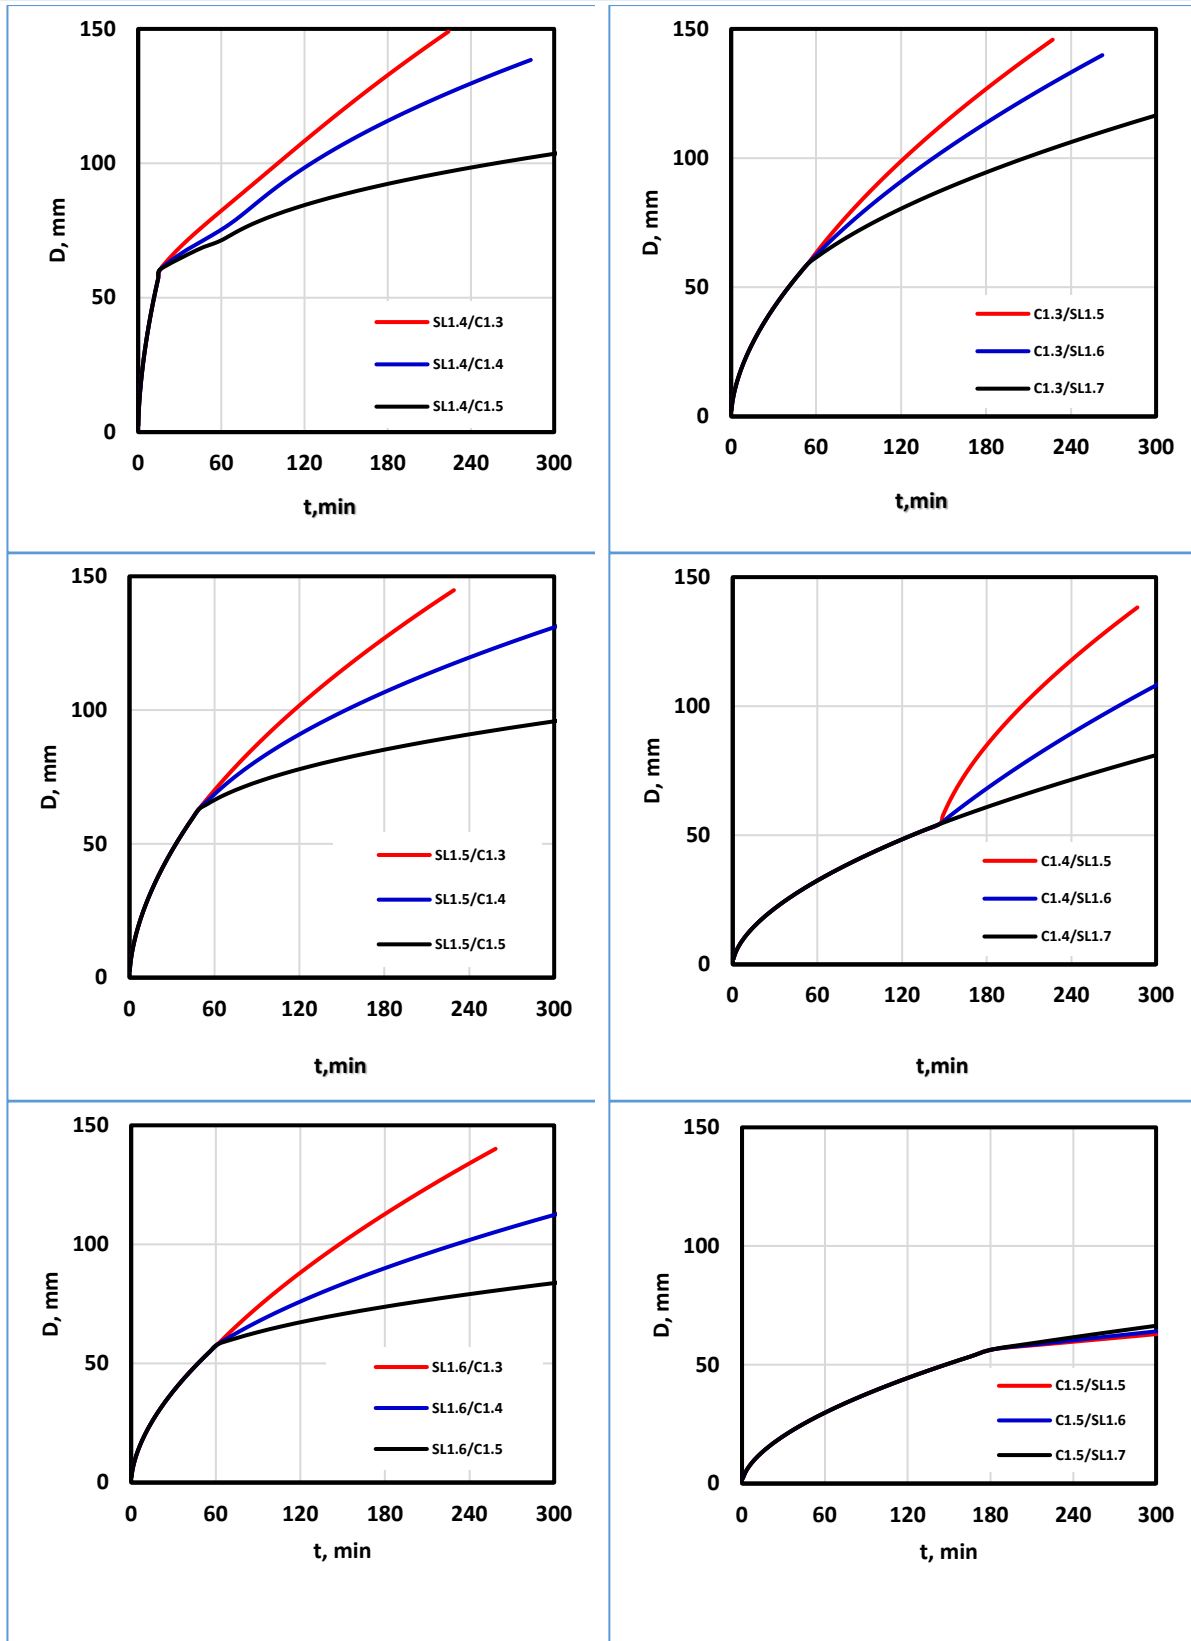 150
100
50
0
D, mm
SL1.4/C1.3
SL1.4/C1.4
SL1.4/C1.5
0 60 120 180 240 300
t,min
150
100
50
0
D, mm
C1.3/SL1.5
C1.3/SL1.6
C1.3/SL1.7
0 60 120 180 240 300
t,min
150
100
50
0
D, mm
SL1.5/C1.3
SL1.5/C1.4
SL1.5/C1.5
0 60 120 180 240 300
t,min
150
100
50
0
D, mm
C1.4/SL1.5
C1.4/SL1.6
C1.4/SL1.7
0 60 120 180 240 300
t,min
150
100
50
0
D, mm
SL1.6/C1.3
SL1.6/C1.4
SL1.6/C1.5
0 60 120 180 240 300
t, min
150
100
50
0
D, mm
C1.5/SL1.5
C1.5/SL1.6
C1.5/SL1.7
0 60 120 180 240 300
t, min